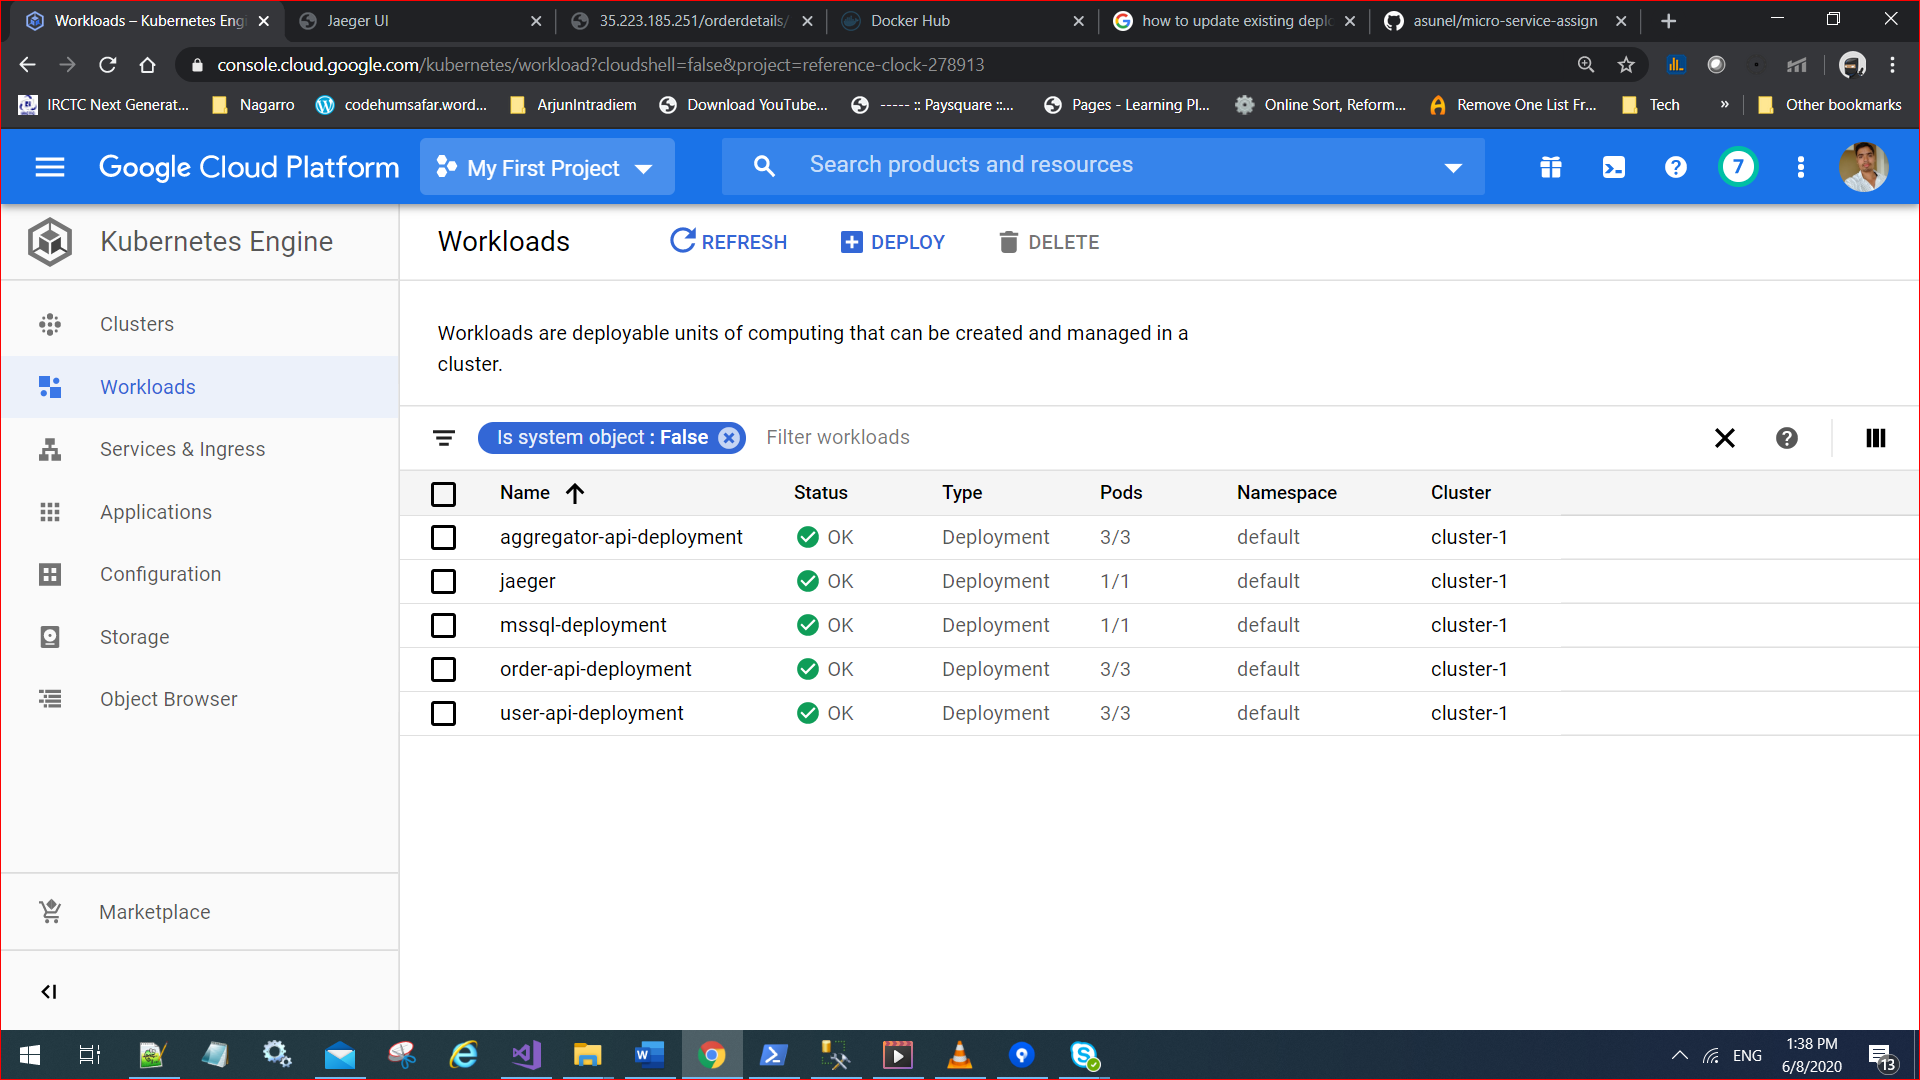 Workloads – Kubernetes Engi
Jaeger UI
35.223.185.251/orderdetails/
Docker Hub
how to update existing deplo
asunel/micro-service-assign
console.cloud.google.com/kubernetes/workload?cloudshell=false&project=reference-clock-278913
IRCTC Next Generat...
Nagarro
codehumsafar.word...
ArjunIntradiem
Download YouTube...
----- :: Paysquare ::...
Pages - Learning Pl...
Online Sort, Reform...
Remove One List Fr...
Tech
»
Other bookmarks
Google Cloud Platform
My First Project
Search products and resources
7
Kubernetes Engine
Workloads
REFRESH
DEPLOY
DELETE
Clusters
Workloads
Services & Ingress
Applications
Configuration
Storage
Object Browser
Marketplace
Workloads are deployable units of computing that can be created and managed in a
cluster.
Is system object : False
Filter workloads
Name Status Type Pods Namespace Cluster
aggregator-api-deployment OK Deployment 3/3 default cluster-1
jaeger OK Deployment 1/1 default cluster-1
mssql-deployment OK Deployment 1/1 default cluster-1
order-api-deployment OK Deployment 3/3 default cluster-1
user-api-deployment OK Deployment 3/3 default cluster-1
ENG
1:38 PM
6/8/2020
13